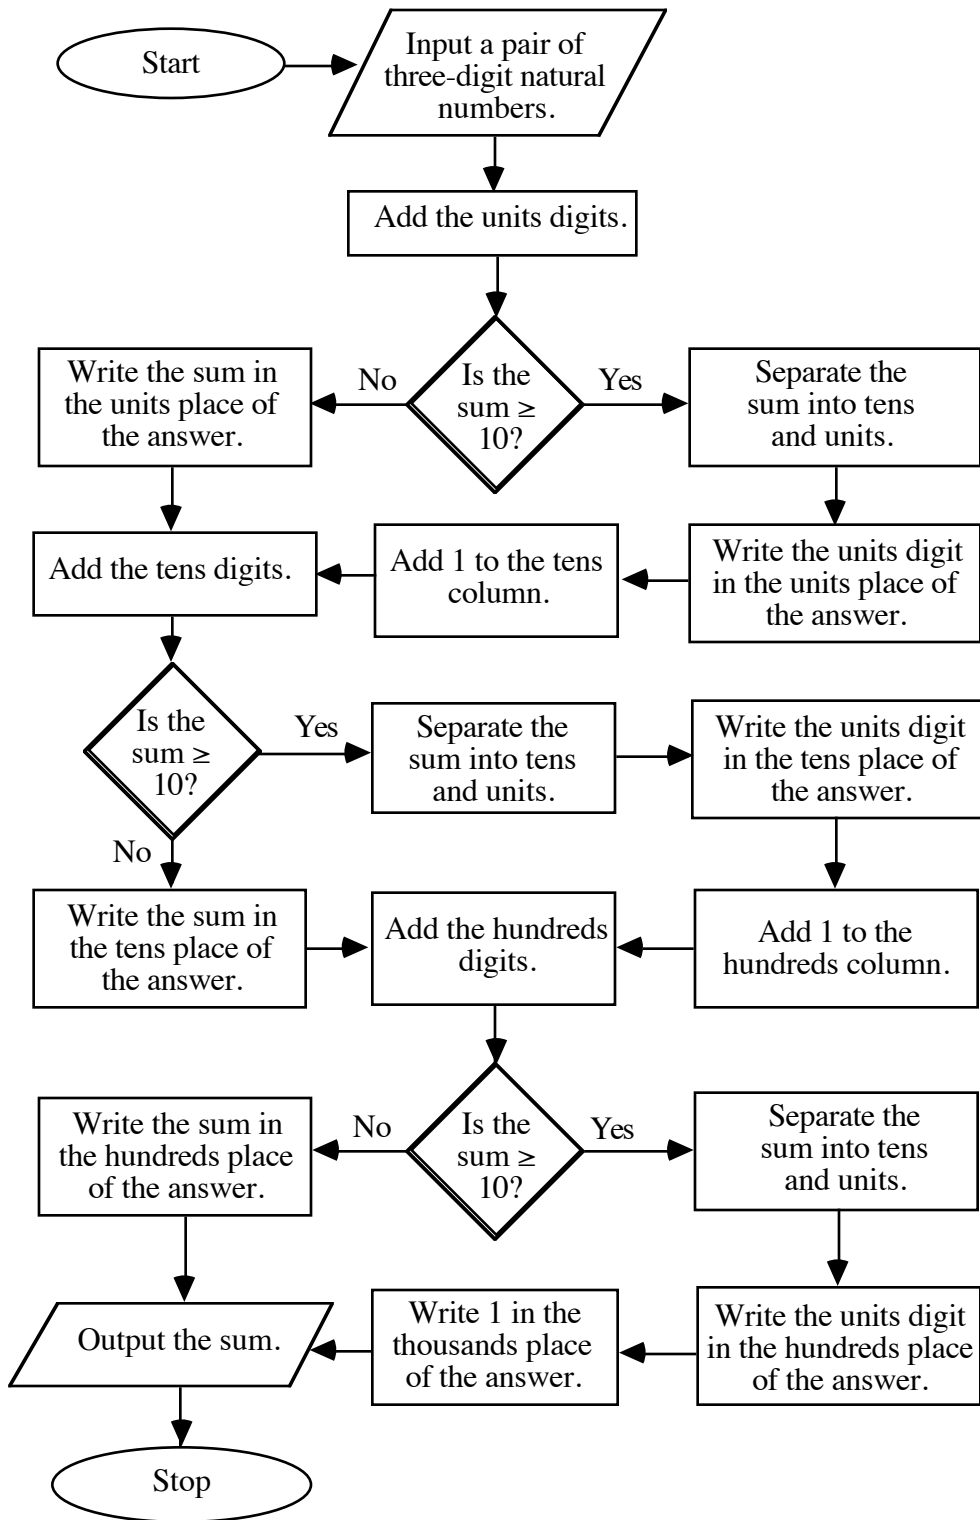 Start
Input a pair of
three-digit natural
numbers.
Add the units digits.
Is the
sum ≥
10?
No
Yes
Write the sum in
the units place of
the answer.
Separate the
sum into tens
and units.
Write the units digit
in the units place of
the answer.
Add 1 to the tens
column.
Add the tens digits.
Is the
sum ≥
10?
Yes
No
Separate the
sum into tens
and units.
Write the units digit
in the tens place of
the answer.
Write the sum in
the tens place of
the answer.
Add the hundreds
digits.
Add 1 to the
hundreds column.
Is the
sum ≥
10?
No
Yes
Write the sum in
the hundreds place
of the answer.
Separate the
sum into tens
and units.
Write the units digit
in the hundreds place
of the answer.
Write 1 in the
thousands place
of the answer.
Output the sum.
Stop